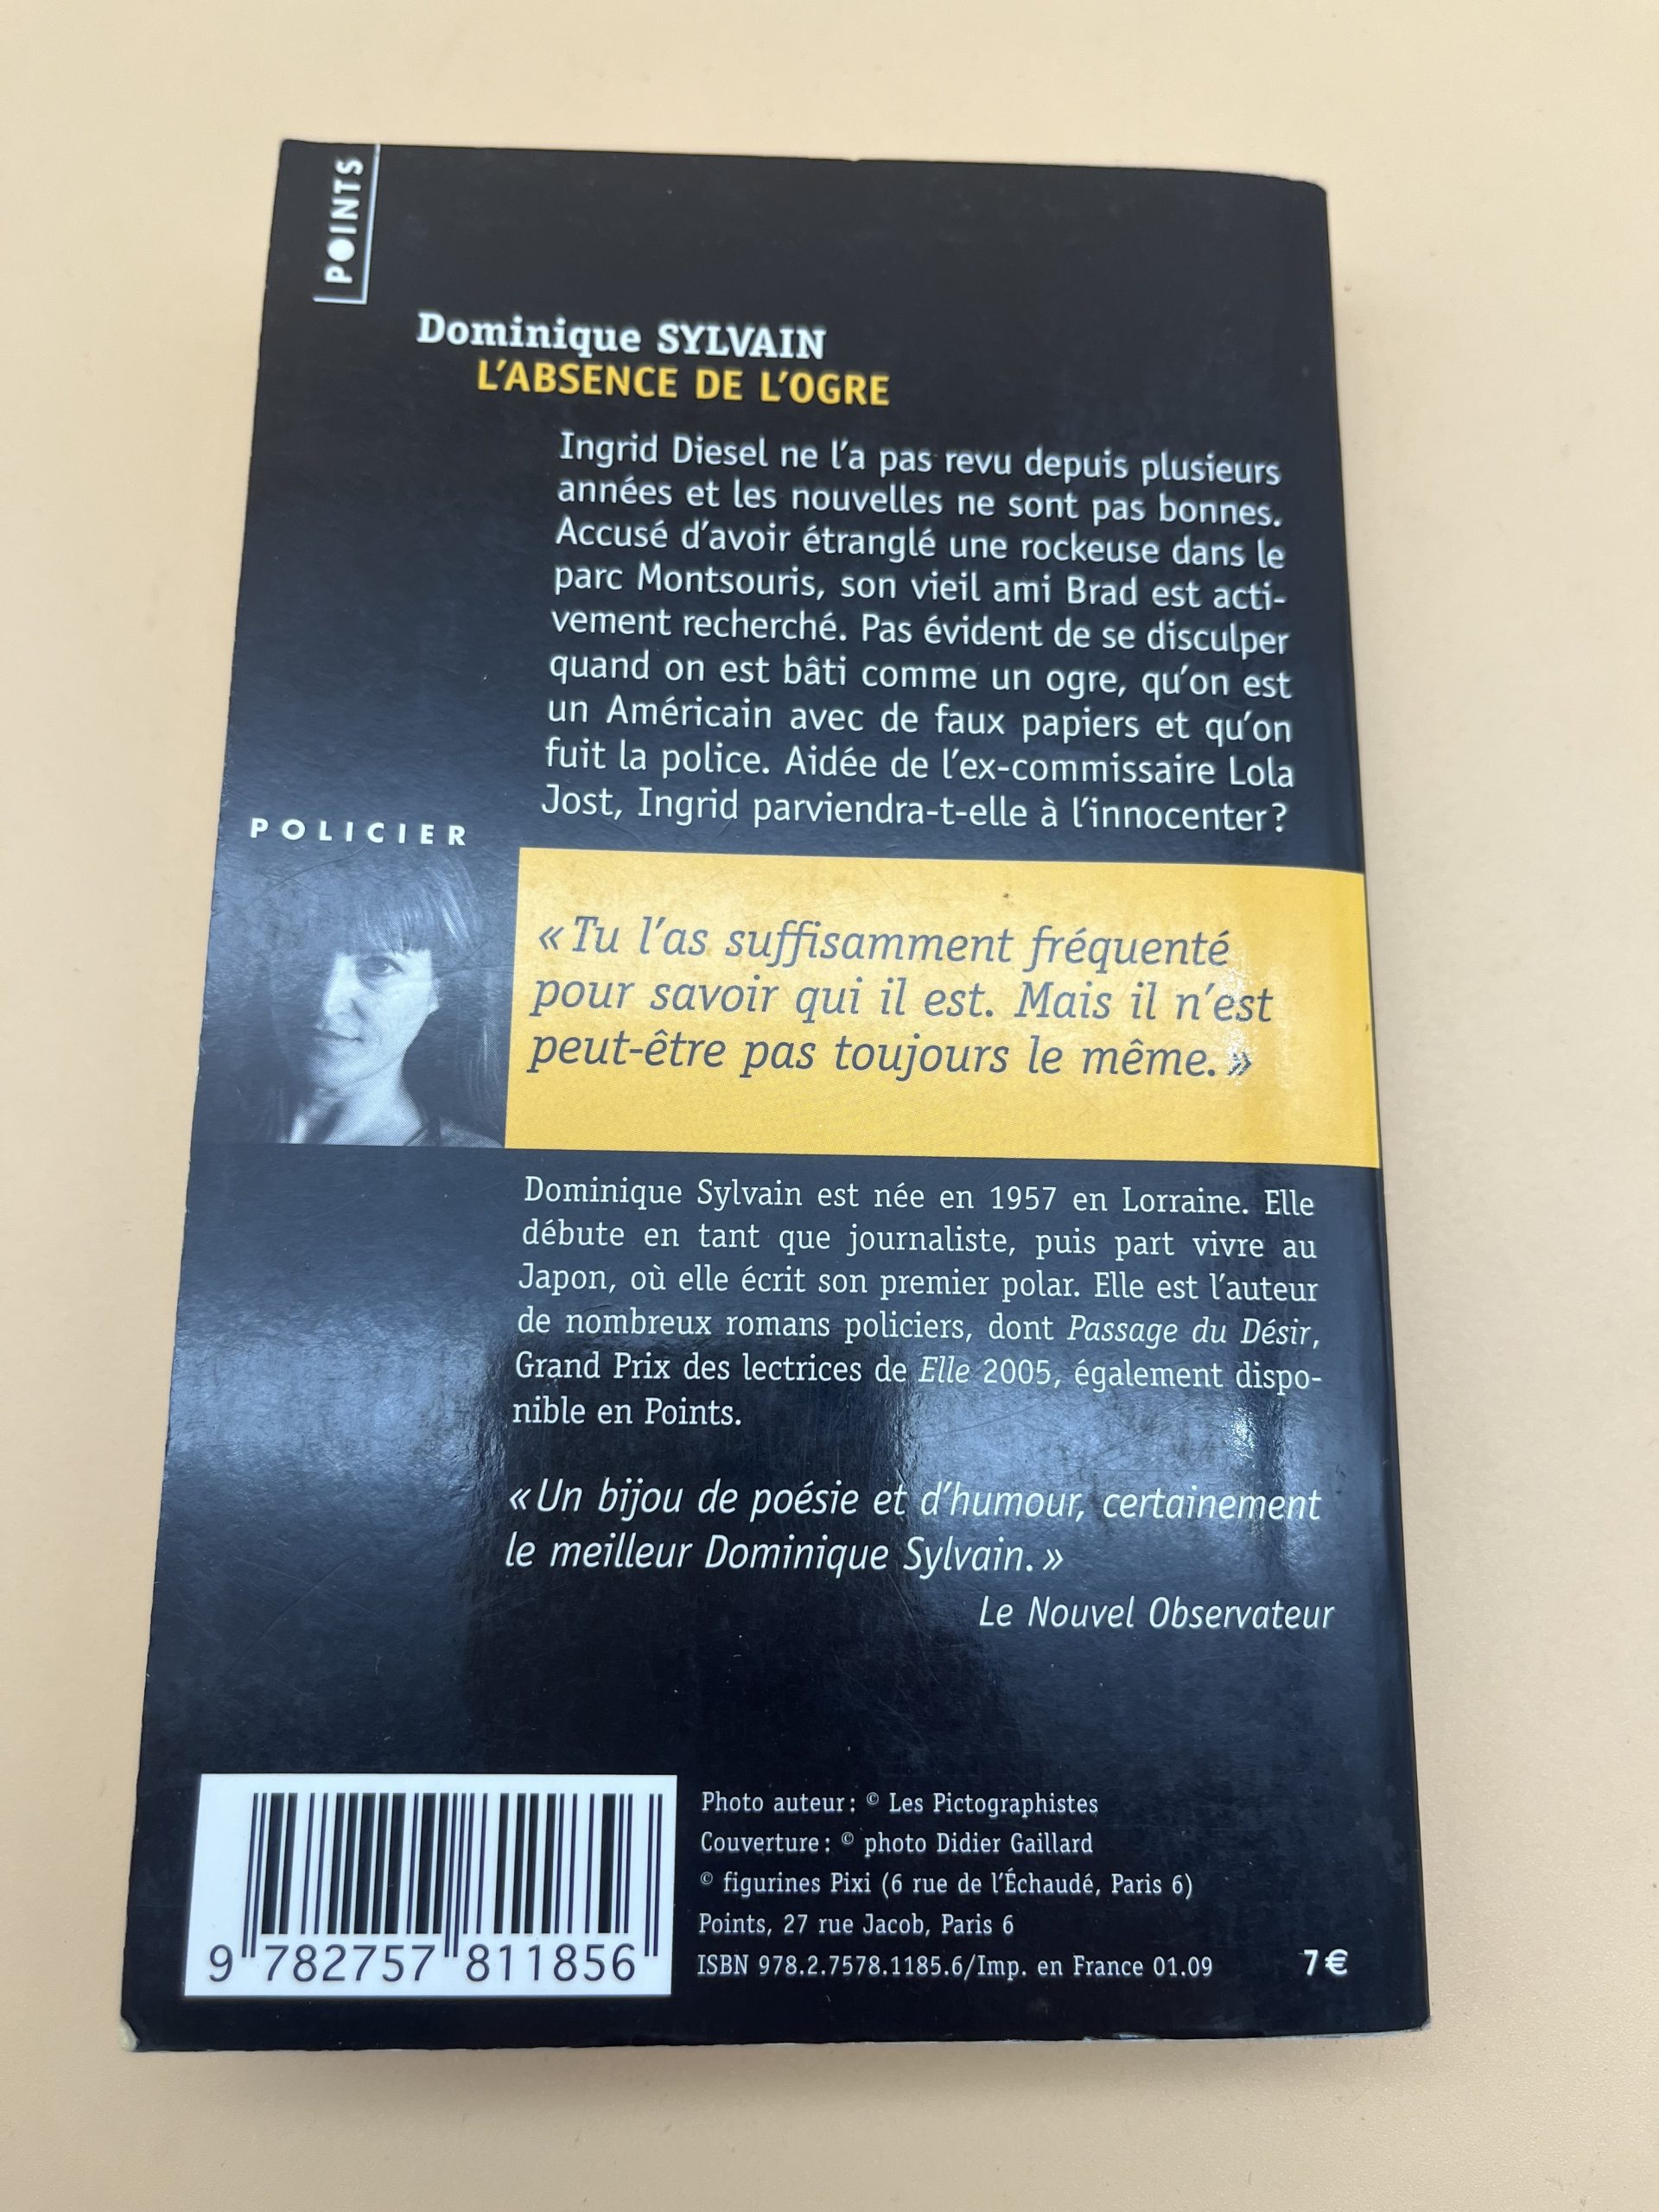 POINTS
Dominique SYLVAIN
L'ABSENCE DE L'OGRE
Ingrid Diesel ne l'a pas revu depuis plusieurs
années et les nouvelles ne sont pas bonnes.
Accusé d'avoir étranglé une rockeuse dans le
parc Montsouris, son vieil ami Brad est acti-
vement recherché. Pas évident de se disculper
quand on est bâti comme un ogre, qu'on est
un Américain avec de faux papiers et qu'on
fuit la police. Aidée de l'ex-commissaire Lola
Jost, Ingrid parviendra-t-elle à l'innocenter?
POLICIER
« Tu l'as suffisamment fréquenté
pour savoir qui il est. Mais il n'est
peut-être pas toujours le même. »
Dominique Sylvain est née en 1957 en Lorraine. Elle
débute en tant que journaliste, puis part vivre au
Japon, où elle écrit son premier polar. Elle est l'auteur
de nombreux romans policiers, dont Passage du Désir,
Grand Prix des lectrices de Elle 2005, également dispo-
nible en Points.
« Un bijou de poésie et d'humour, certainement
le meilleur Dominique Sylvain. »
Le Nouvel Observateur
Photo auteur : © Les Pictographistes
Couverture : © photo Didier Gaillard
© figurines Pixi (6 rue de l'Échaudé, Paris 6)
Points, 27 rue Jacob, Paris 6
ISBN 978.2.7578.1185.6/Imp. en France 01.09
7 €
9 782757 811856